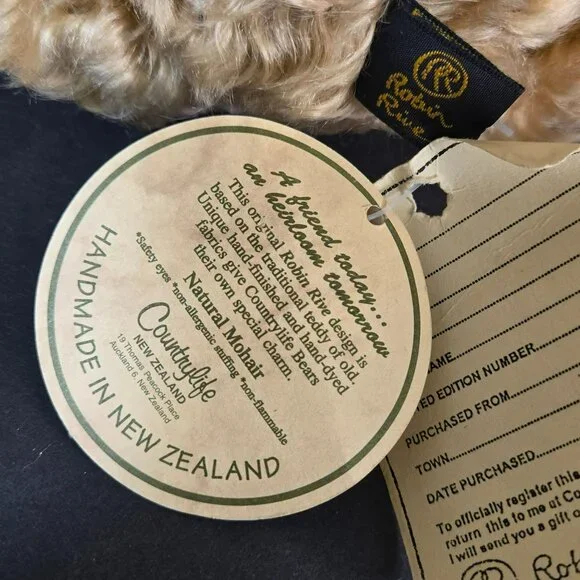 RR
Robin
Rive
A friend today...
an heirloom tomorrow
This original Robin Rive design is
based on the traditional teddy of old.
Unique hand-finished and hand-dyed
fabrics give Countrylife Bears
their own special charm.
Natural Mohair
*Safety eyes *non-allergenic stuffing *non-flammable
Countrylife
NEW ZEALAND
19 Thomas Peacock Place
Auckland 6, New Zealand
HANDMADE IN NEW ZEALAND
NAME
EDITION NUMBER
PURCHASED FROM
TOWN
DATE PURCHASED
To officially register this
return this to me at
I will send you a gift